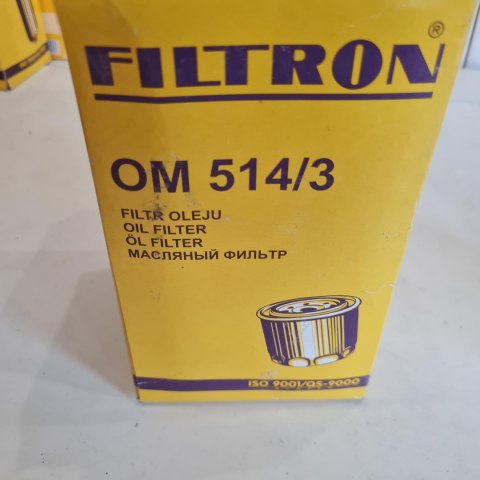 FILTRON®
OM 514/3
FILTR OLEJU
OIL FILTER
ÖL FILTER
МАСЛЯНЫЙ ФИЛЬТР
ISO 9001/QS-9000